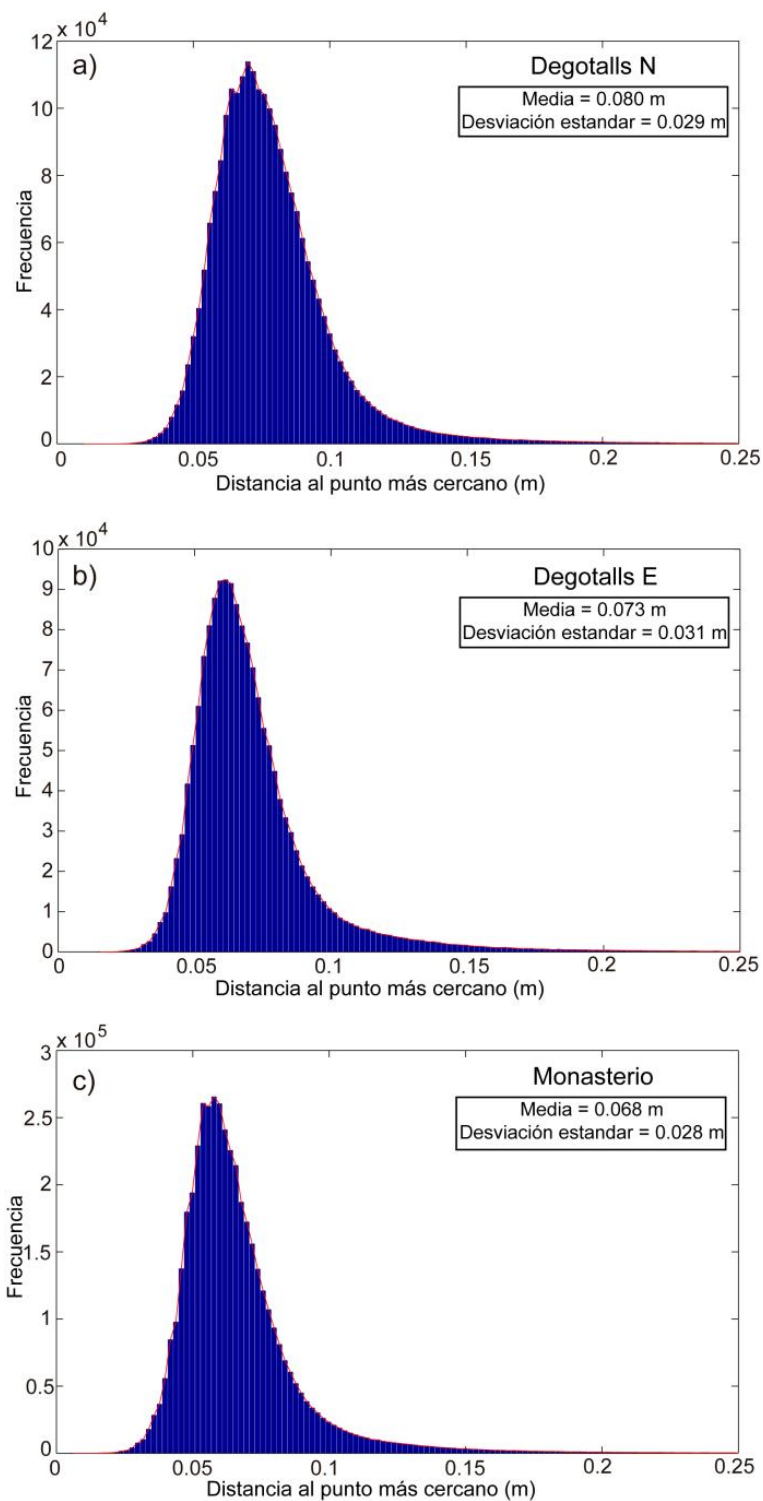 x 10^4
a)
Degotalls N
Media = 0.080 m
Desviación estandar = 0.029 m
12
10
8
6
4
2
0
Frecuencia
0 0.05 0.1 0.15 0.2 0.25
Distancia al punto más cercano (m)
x 10^4
b)
Degotalls E
Media = 0.073 m
Desviación estandar = 0.031 m
10
9
8
7
6
5
4
3
2
1
0
Frecuencia
0 0.05 0.1 0.15 0.2 0.25
Distancia al punto más cercano (m)
x 10^5
c)
Monasterio
Media = 0.068 m
Desviación estandar = 0.028 m
3
2.5
2
1.5
1
0.5
0
Frecuencia
0 0.05 0.1 0.15 0.2 0.25
Distancia al punto más cercano (m)